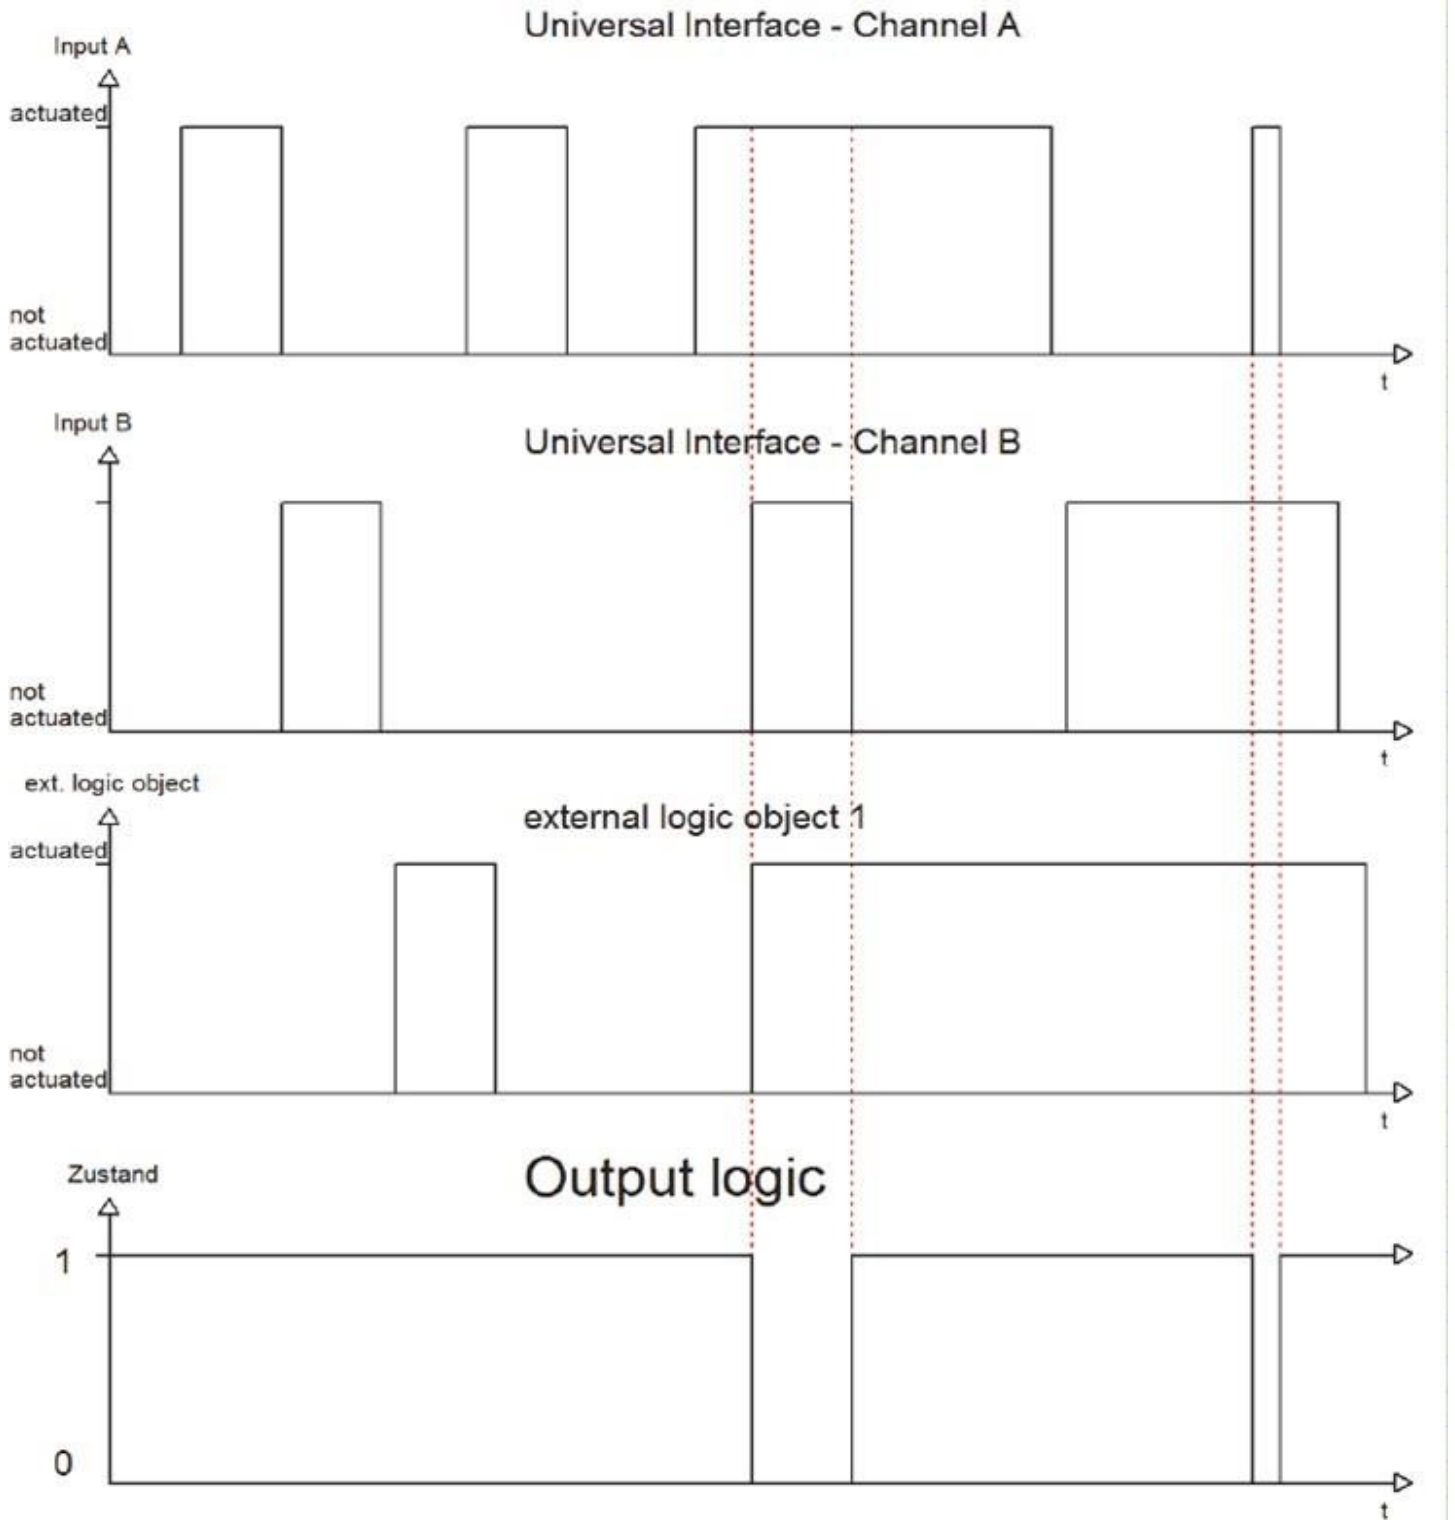 Universal Interface - Channel A
Input A
actuated
not
actuated
t
Input B
Universal Interface - Channel B
not
actuated
t
ext. logic object
external logic object 1
actuated
not
actuated
t
Zustand
Output logic
1
0
t